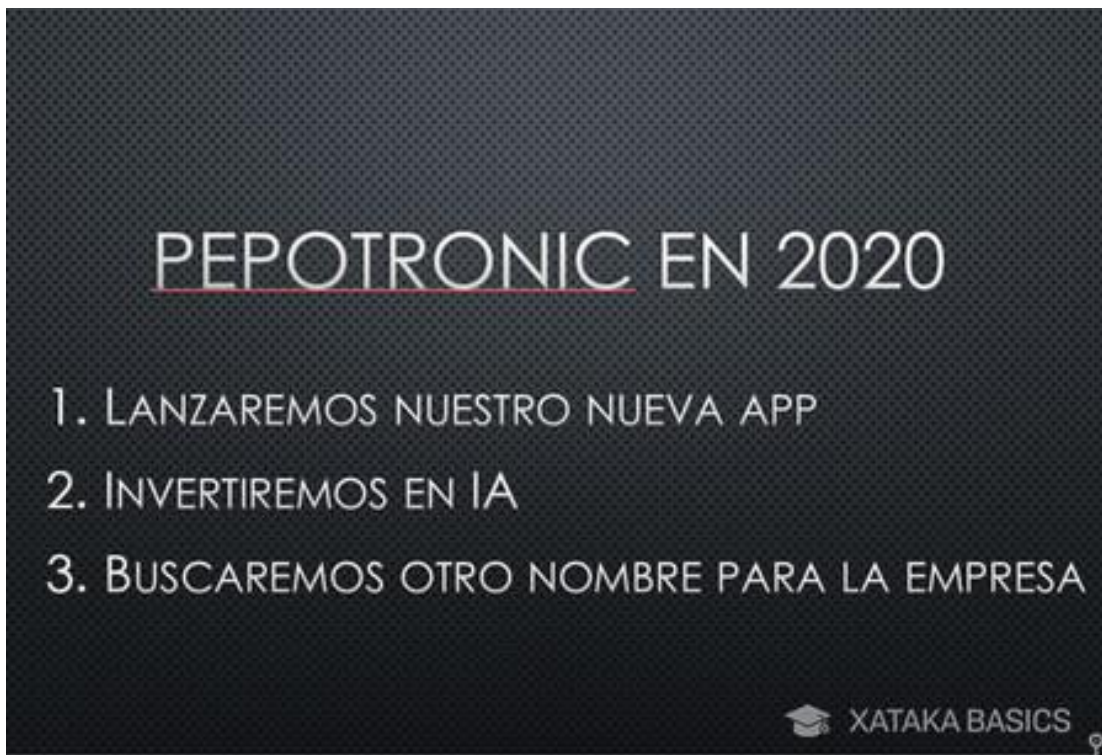 PEPOTRONIC EN 2020
1. LANZAREMOS NUESTRO NUEVA APP
2. INVERTIREMOS EN IA
3. BUSCAREMOS OTRO NOMBRE PARA LA EMPRESA
XATAKA BASICS